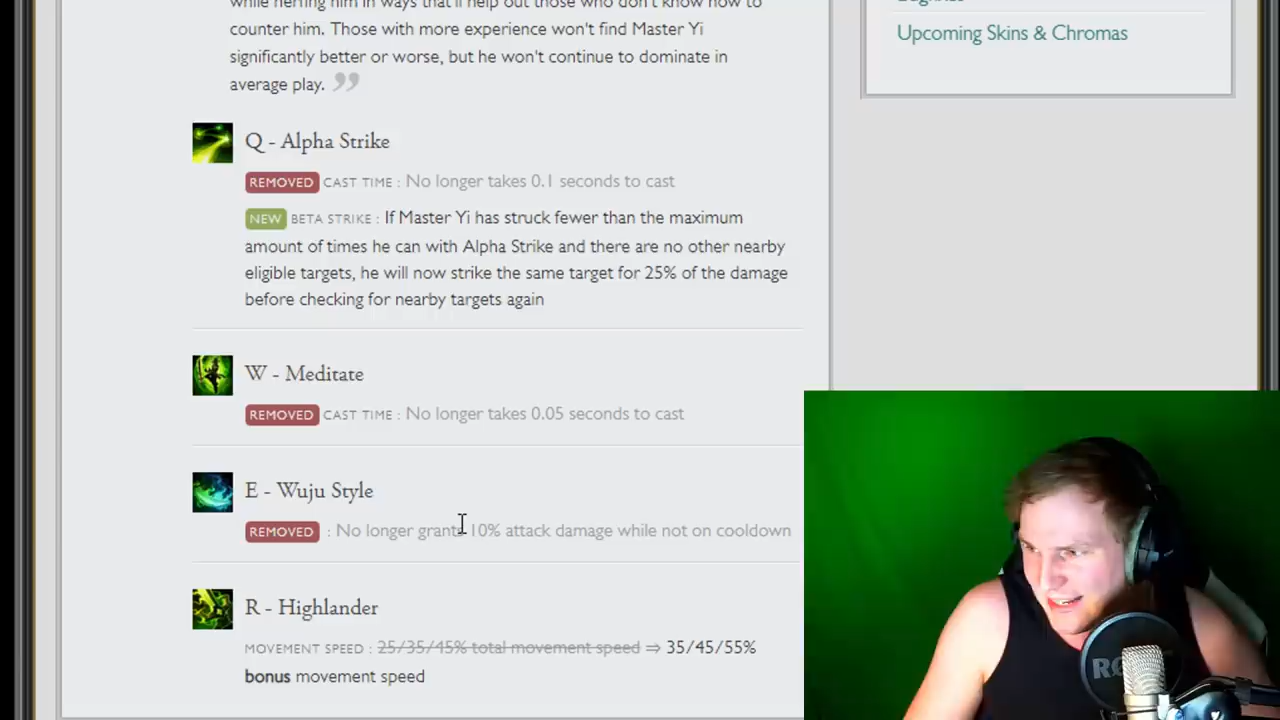 while nerfing him in ways that'll help out those who don't know how to
counter him. Those with more experience won't find Master Yi
significantly better or worse, but he won't continue to dominate in
average play. ”
Upcoming Skins & Chromas
Q - Alpha Strike
REMOVED CAST TIME : No longer takes 0.1 seconds to cast
NEW BETA STRIKE : If Master Yi has struck fewer than the maximum
amount of times he can with Alpha Strike and there are no other nearby
eligible targets, he will now strike the same target for 25% of the damage
before checking for nearby targets again
W - Meditate
REMOVED CAST TIME : No longer takes 0.05 seconds to cast
E - Wuju Style
REMOVED : No longer grants 10% attack damage while not on cooldown
R - Highlander
MOVEMENT SPEED : 25/35/45% total movement speed ⇒ 35/45/55%
bonus movement speed
RØDE